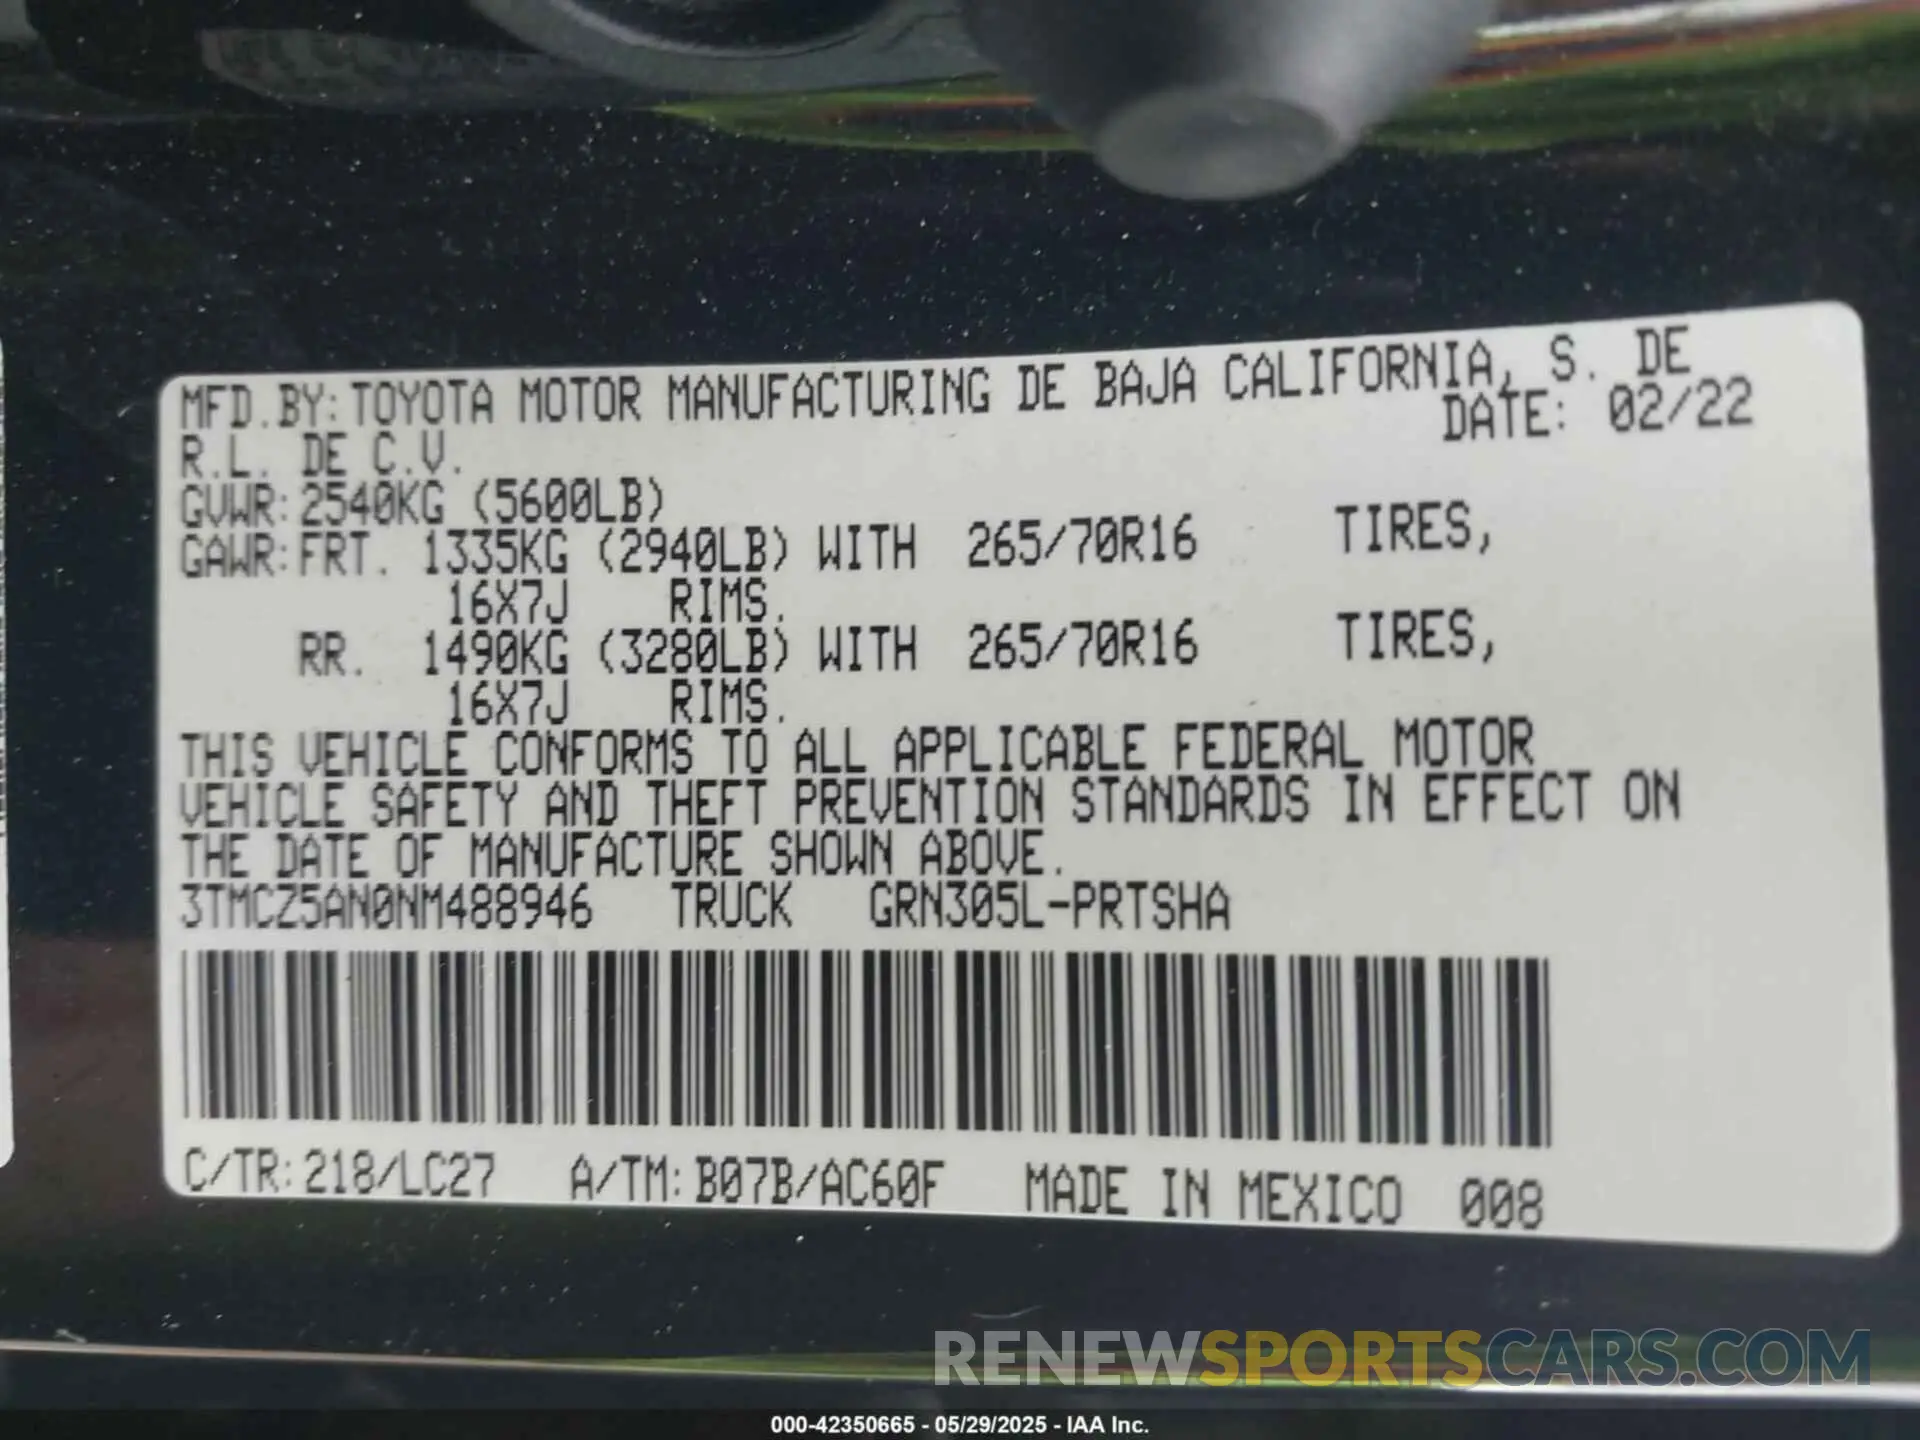 MFD.BY:TOYOTA MOTOR MANUFACTURING DE BAJA CALIFORNIA, S. DE
R.L. DE C.V. DATE: 02/22
GVWR:2540KG (5600LB)
GAWR:FRT. 1335KG (2940LB) WITH 265/70R16 TIRES,
16X7J RIMS.
RR. 1490KG (3280LB) WITH 265/70R16 TIRES,
16X7J RIMS.
THIS VEHICLE CONFORMS TO ALL APPLICABLE FEDERAL MOTOR
VEHICLE SAFETY AND THEFT PREVENTION STANDARDS IN EFFECT ON
THE DATE OF MANUFACTURE SHOWN ABOVE.
3TMCZ5AN0NM488946 TRUCK GRN305L-PRTSHA
C/TR:218/LC27 A/TM:B07B/AC60F MADE IN MEXICO 008
RENEWSPORTSCARS.COM
000-42350665 - 05/29/2025 - IAA Inc.